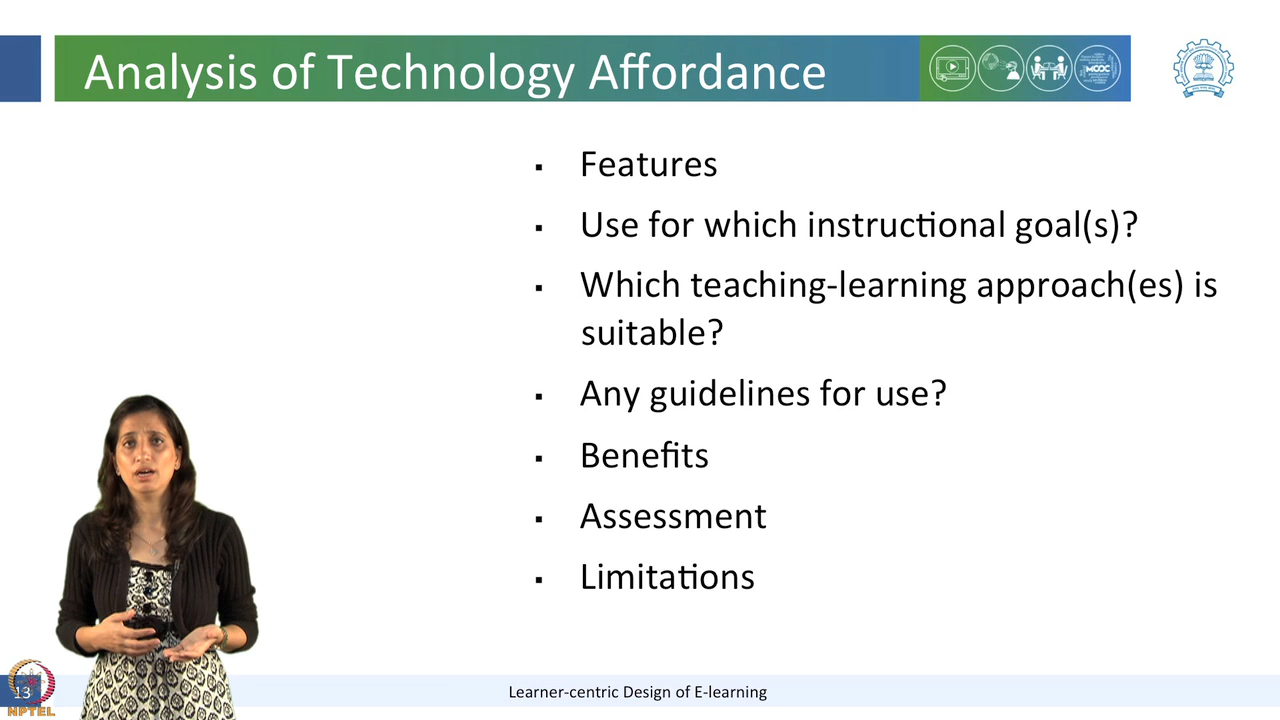 Analysis of Technology Affordance
MOOC
▪ Features
▪ Use for which instructional goal(s)?
▪ Which teaching-learning approach(es) is
suitable?
▪ Any guidelines for use?
▪ Benefits
▪ Assessment
▪ Limitations
13
NPTEL
Learner-centric Design of E-learning